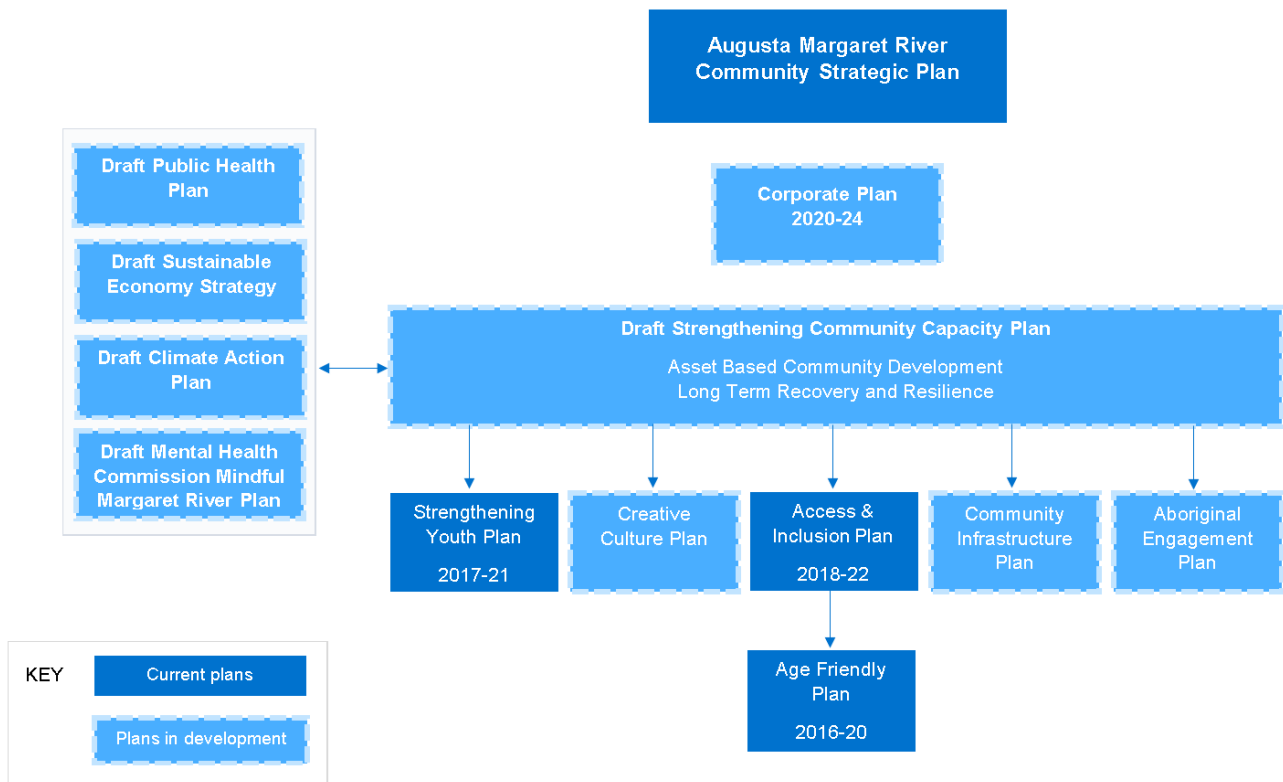 Augusta Margaret River
Community Strategic Plan
Draft Public Health
Plan
Corporate Plan
2020-24
Draft Sustainable
Economy Strategy
Draft Climate Action
Plan
Draft Mental Health
Commission Mindful
Margaret River Plan
Draft Strengthening Community Capacity Plan
Asset Based Community Development
Long Term Recovery and Resilience
Strengthening
Youth Plan
2017-21
Creative
Culture Plan
Access &
Inclusion Plan
2018-22
Community
Infrastructure
Plan
Aboriginal
Engagement
Plan
Age Friendly
Plan
2016-20
KEY
Current plans
Plans in development